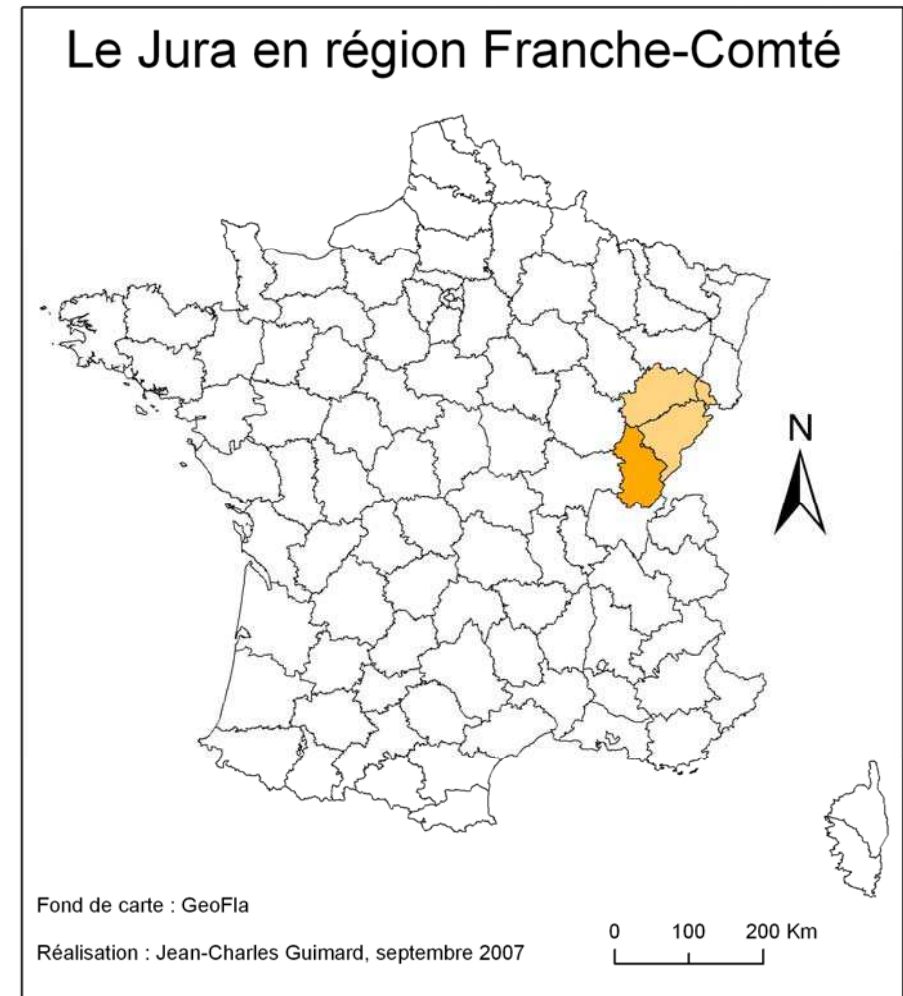 Le Jura en région Franche-Comté
N
Fond de carte : GeoFla
Réalisation : Jean-Charles Guimard, septembre 2007
0 100 200 Km